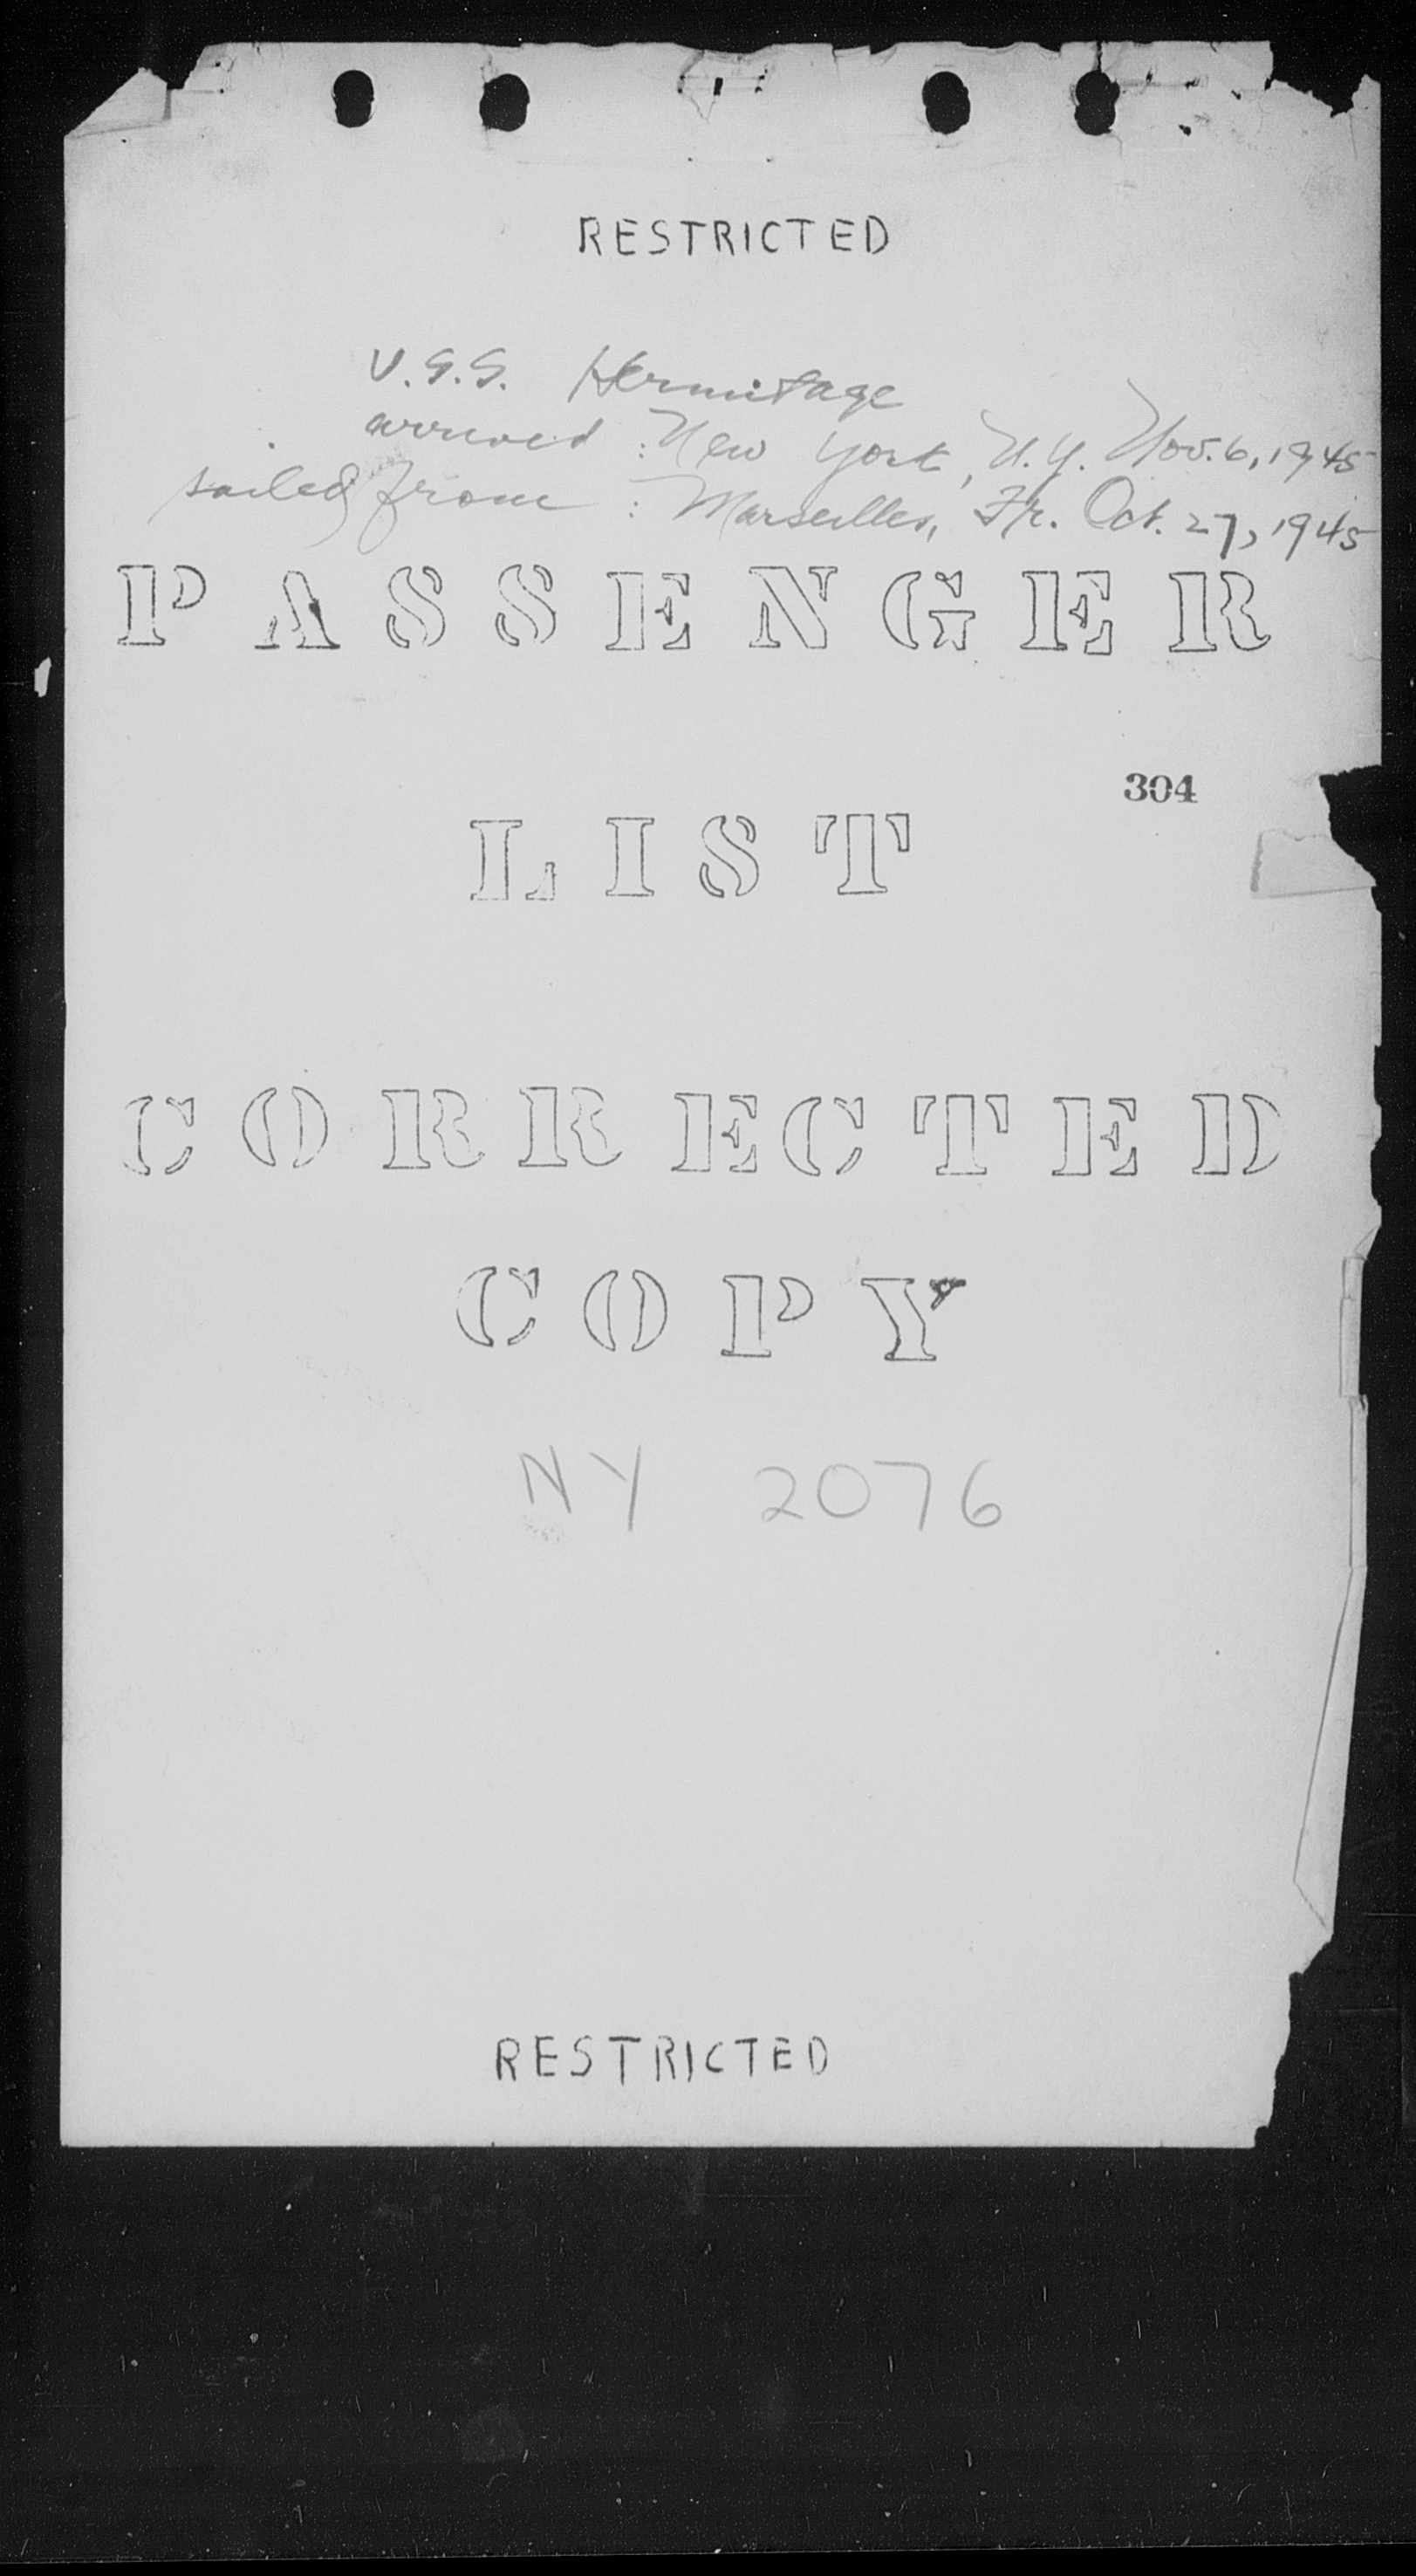 RESTRICTED
U.S.S. Hermitage
arrived : New York, N.Y. Nov. 6, 1945
sailed from : Marseilles, Fr. Oct. 27, 1945
PASSENGER
304
LIST
CORRECTED
COPY
NY 2076
RESTRICTED